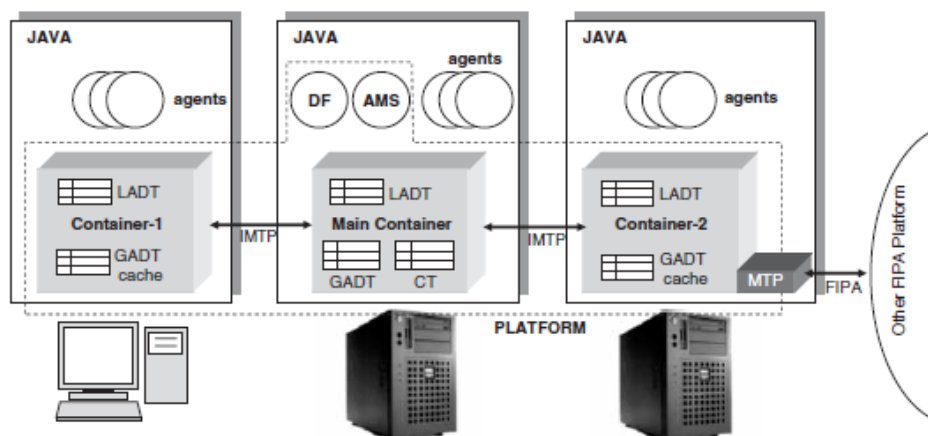 JAVA
agents
LADT
Container-1
GADT
cache
IMTP
JAVA
DF
AMS
agents
LADT
Main Container
GADT
CT
IMTP
JAVA
agents
LADT
Container-2
GADT
cache
MTP
FIPA
Other FIPA Platform
PLATFORM